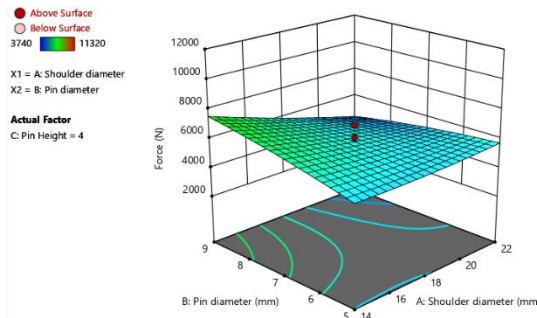 Above Surface
Below Surface
3740 11320
X1 = A: Shoulder diameter
X2 = B: Pin diameter
Actual Factor
C: Pin Height = 4
Force (N)
12000
10000
8000
6000
4000
2000
9
8
7
6
5
14
16
18
20
22
B: Pin diameter (mm)
A: Shoulder diameter (mm